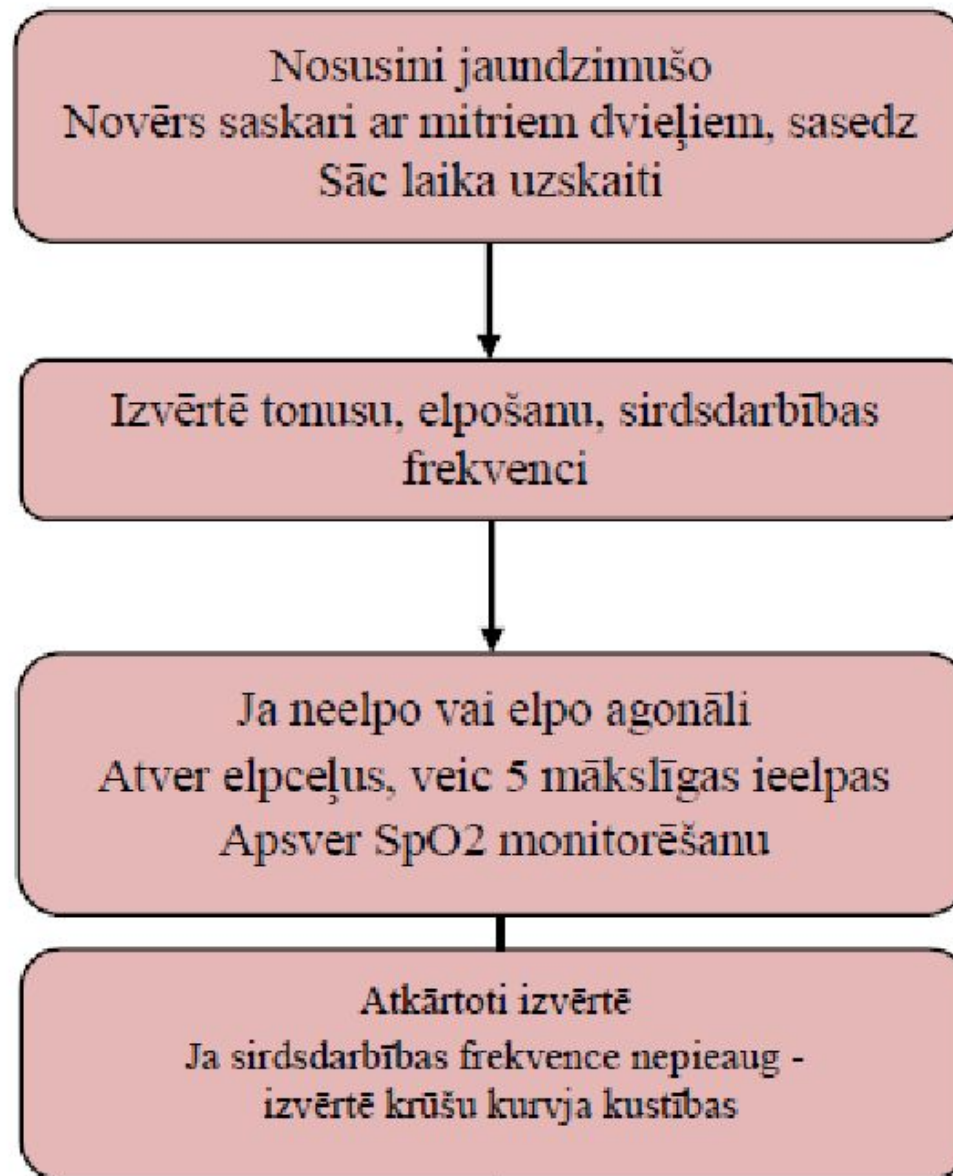 Nosusini jaundzimušo
Novērs saskari ar mitriem dvieļiem, sasedz
Sāc laika uzskaiti
Izvērtē tonusu, elpošanu, sirdsdarbības
frekvenci
Ja neelpo vai elpo agonāli
Atver elpceļus, veic 5 mākslīgas ieelpas
Apsver SpO2 monitorēšanu
Atkārtoti izvērtē
Ja sirdsdarbības frekvence nepieaug -
izvērtē krūšu kurvja kustības